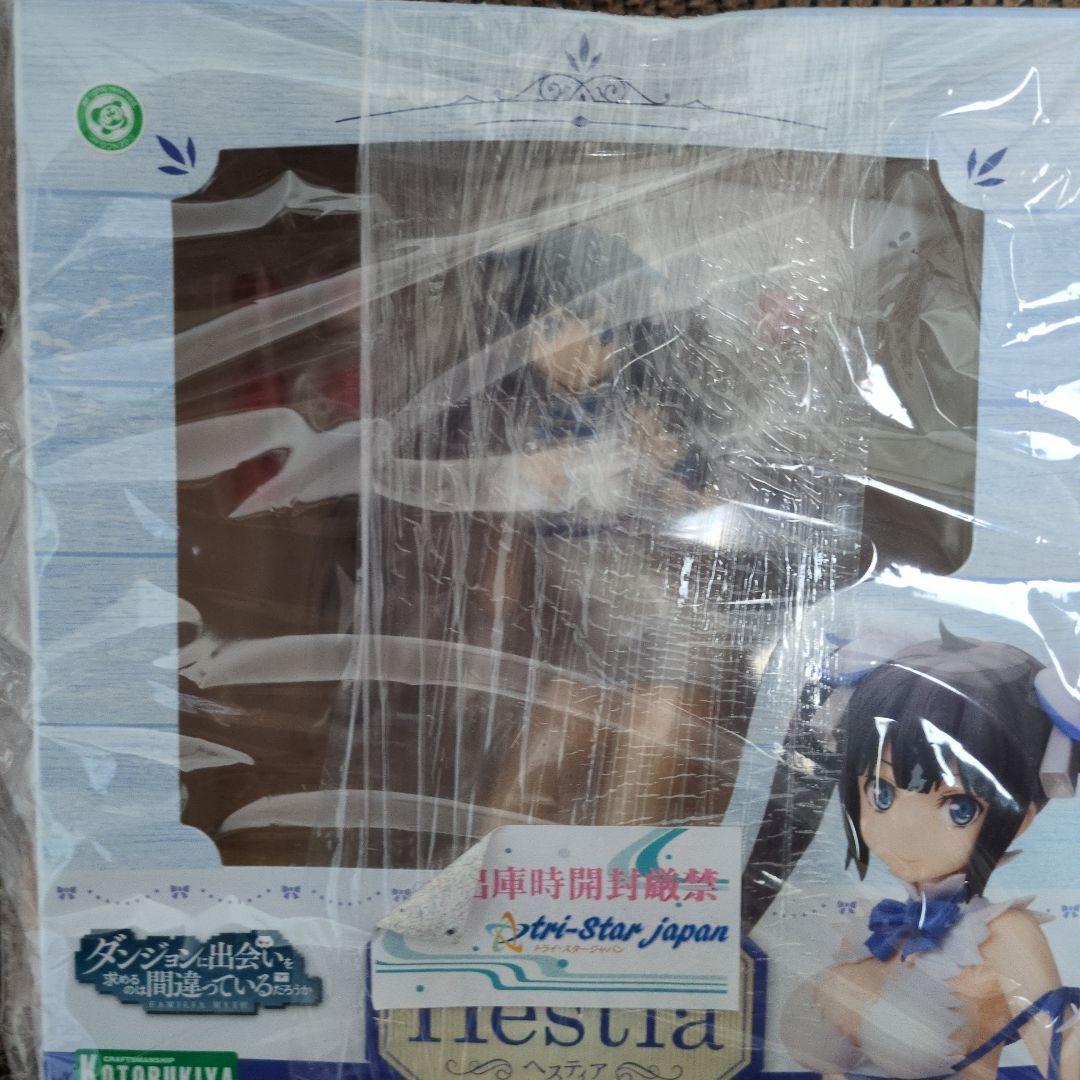 出庫時開封厳禁
tri-Star japan
トライ・スタージャパン
ダンジョンに出会いを
求めるのは間違っているだろうか
FAMILIA MYTH
Hestia
ヘスティア
CRAFTSMANSHIP
KOTOBUKIYA